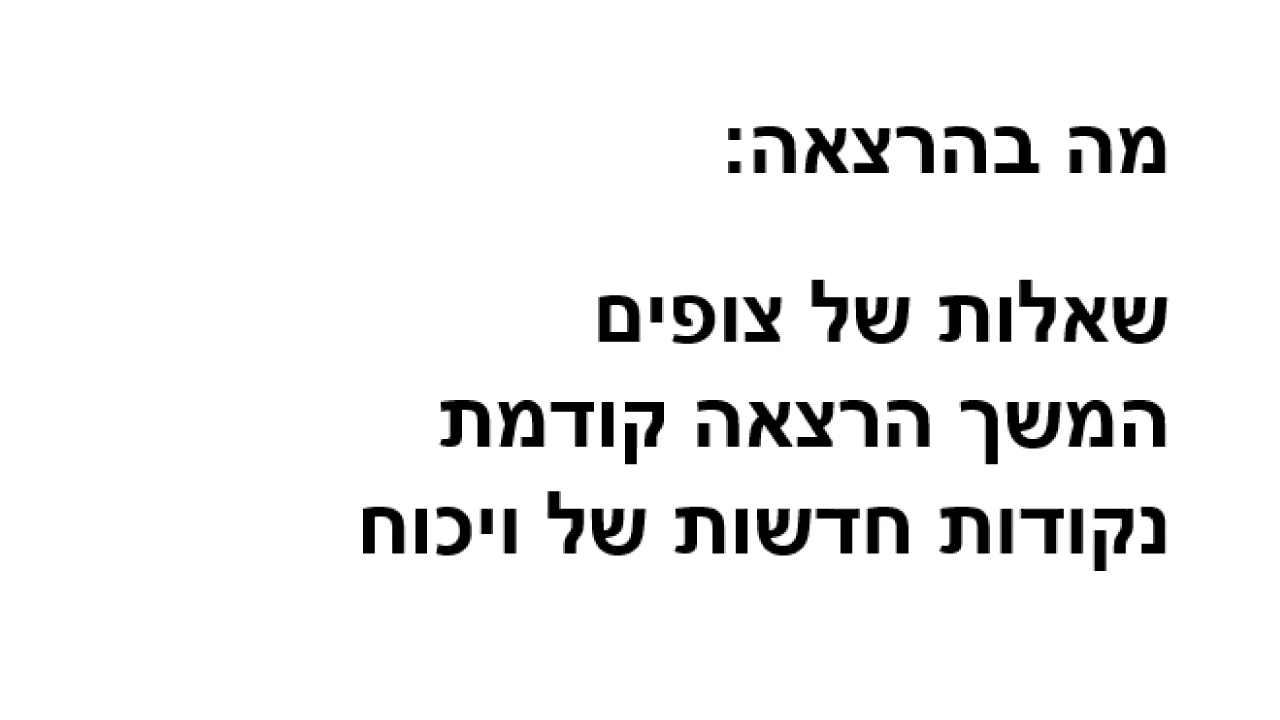 מה בהרצאה:
שאלות של צופים
המשך הרצאה קודמת
נקודות חדשות של ויכוח